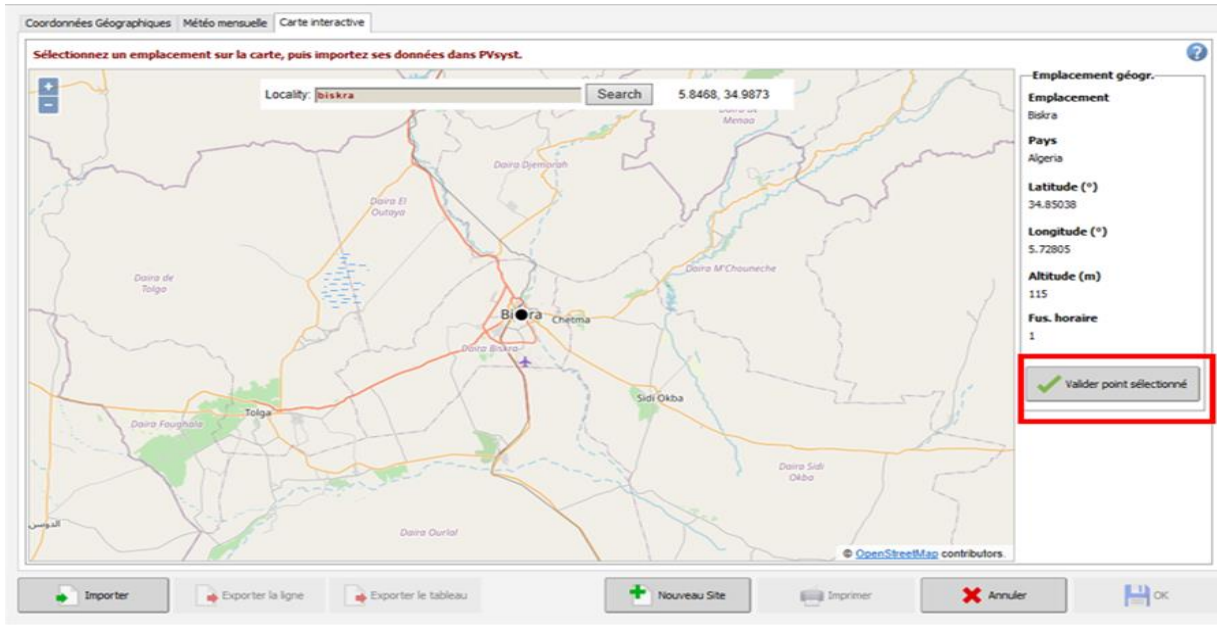 Coordonnées Géographiques Météo mensuelle Carte interactive
Sélectionnez un emplacement sur la carte, puis importez ses données dans PVsyst.
Locality: biskra Search 5.8468, 34.9873
Menaa
Daira Djemorah
Daira El
Outaya
Daira de
Tolga
Daira M'Chouneche
Chetma
Daira Biskra
Sidi Okba
Tolga
Daira Foughala
Daira Sidi
Okba
الدوسن
Daira Ourlal
© OpenStreetMap contributors.
Emplacement géogr.
Emplacement
Biskra
Pays
Algeria
Latitude (°)
34.85038
Longitude (°)
5.72805
Altitude (m)
115
Fus. horaire
1
Valider point sélectionné
Importer Exporter la ligne Exporter le tableau Nouveau Site Imprimer Annuler OK